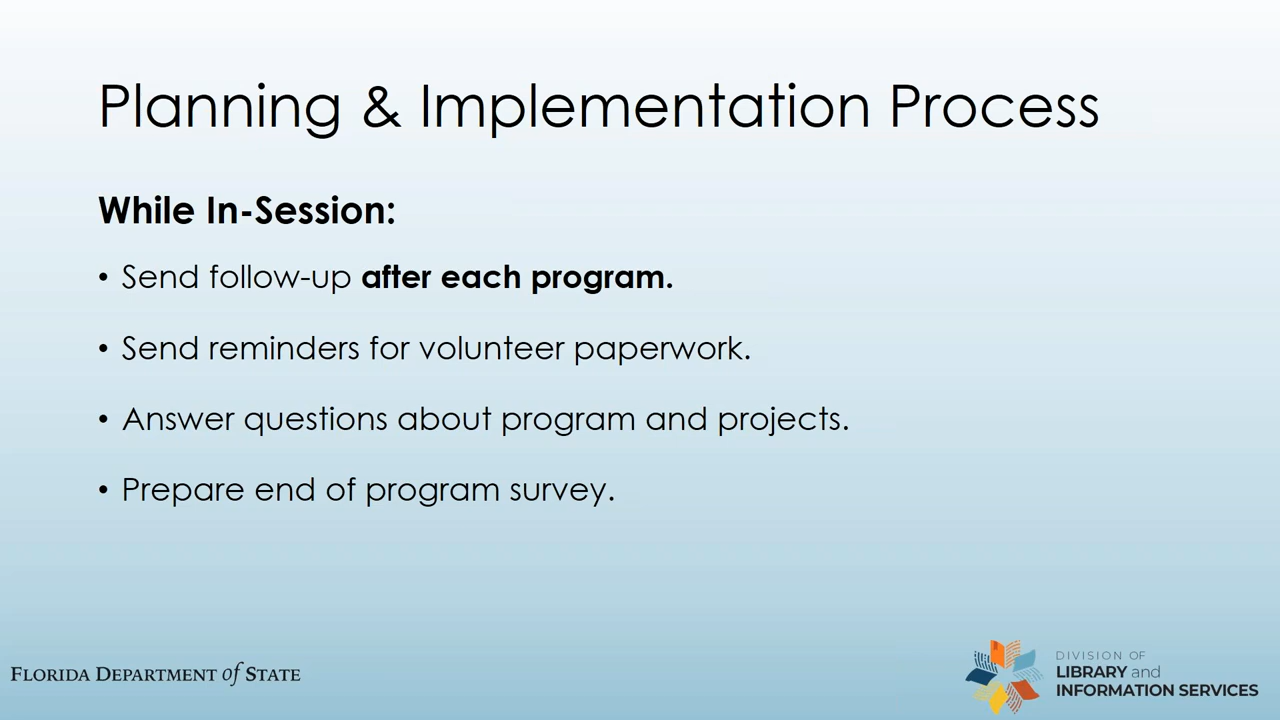 Planning & Implementation Process
While In-Session:
• Send follow-up after each program.
• Send reminders for volunteer paperwork.
• Answer questions about program and projects.
• Prepare end of program survey.
FLORIDA DEPARTMENT of STATE
DIVISION OF
LIBRARY and
INFORMATION SERVICES